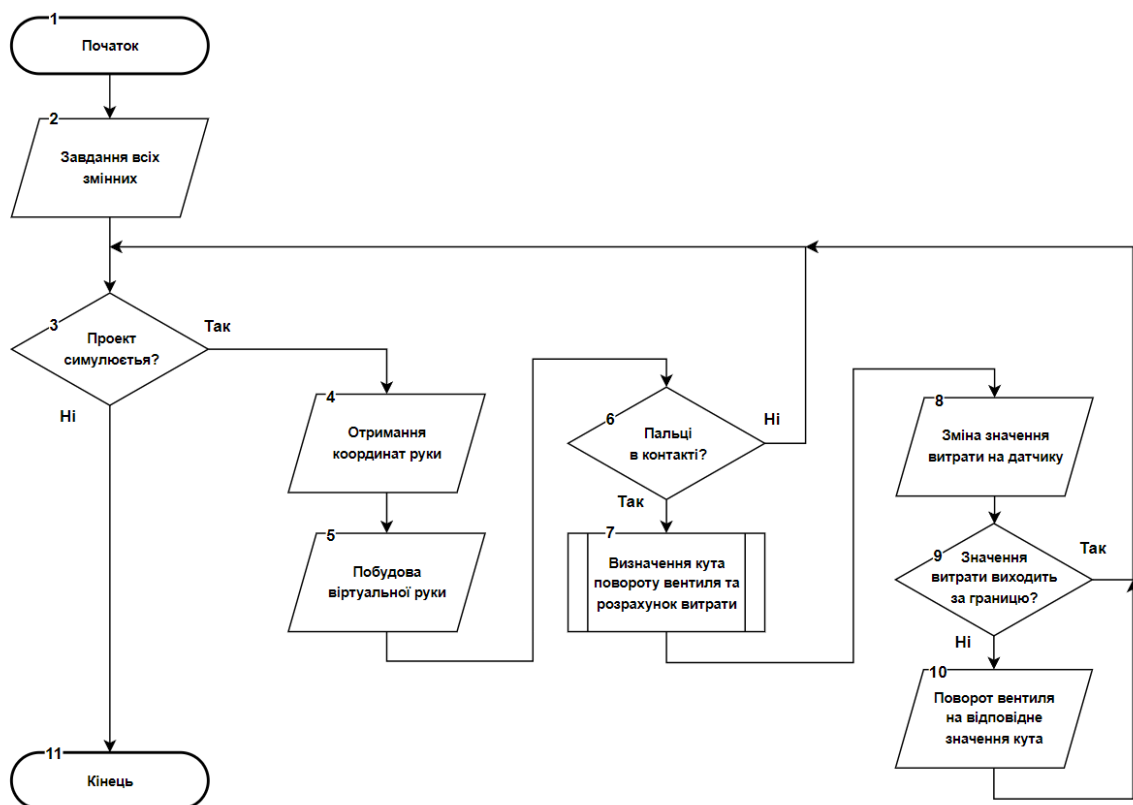 1
Початок
2
Завдання всіх
змінних
3
Проект
симулюєтья?
Так
Ні
4
Отримання
координат руки
5
Побудова
віртуальної руки
6
Пальці
в контакті?
Ні
Так
7
Визначення кута
повороту вентиля та
розрахунок витрати
8
Зміна значення
витрати на датчику
9
Значення
витрати виходить
за границю?
Так
Ні
10
Поворот вентиля
на відповідне
значення кута
11
Кінець